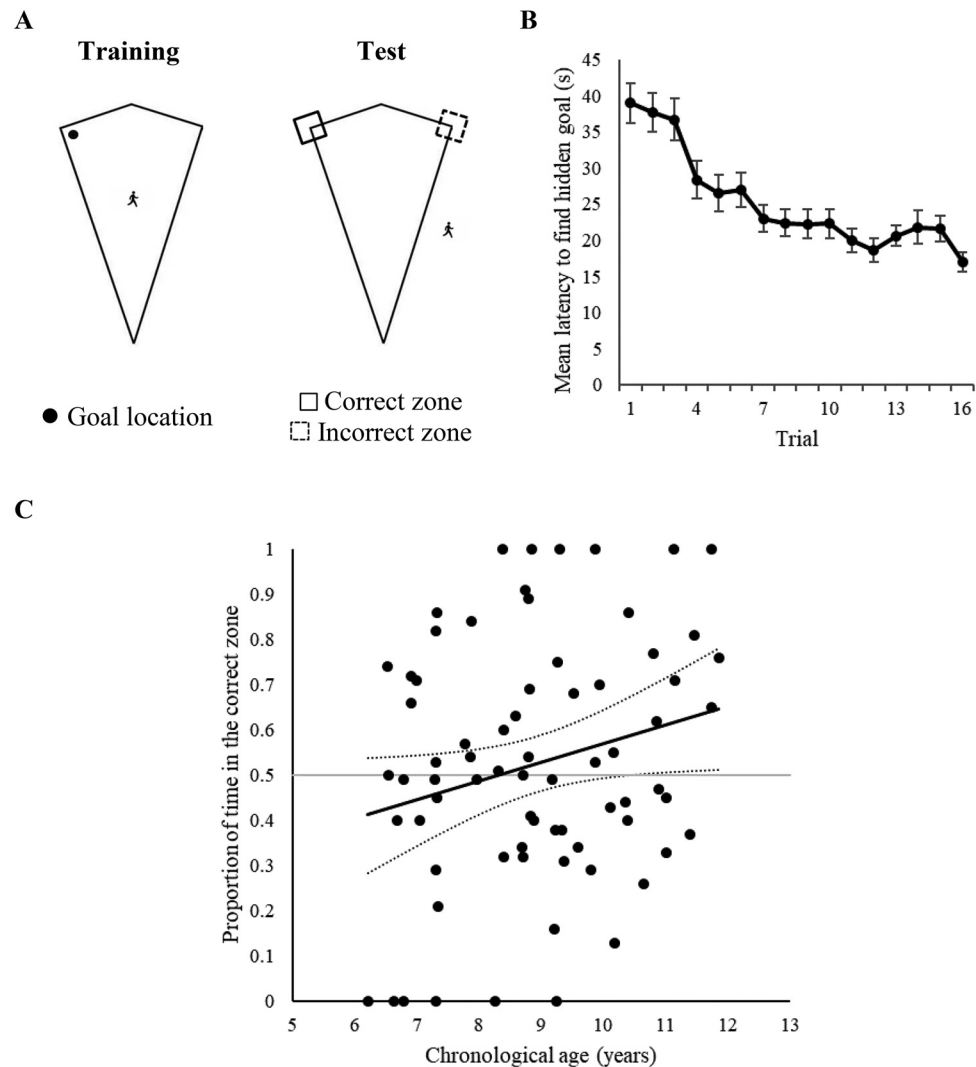 A
Training
Test
● Goal location
Correct zone
Incorrect zone
B
Mean latency to find hidden goal (s)
45
40
35
30
25
20
15
10
5
0
1 4 7 10 13 16
Trial
C
Proportion of time in the correct zone
1
0.9
0.8
0.7
0.6
0.5
0.4
0.3
0.2
0.1
0
5 6 7 8 9 10 11 12 13
Chronological age (years)